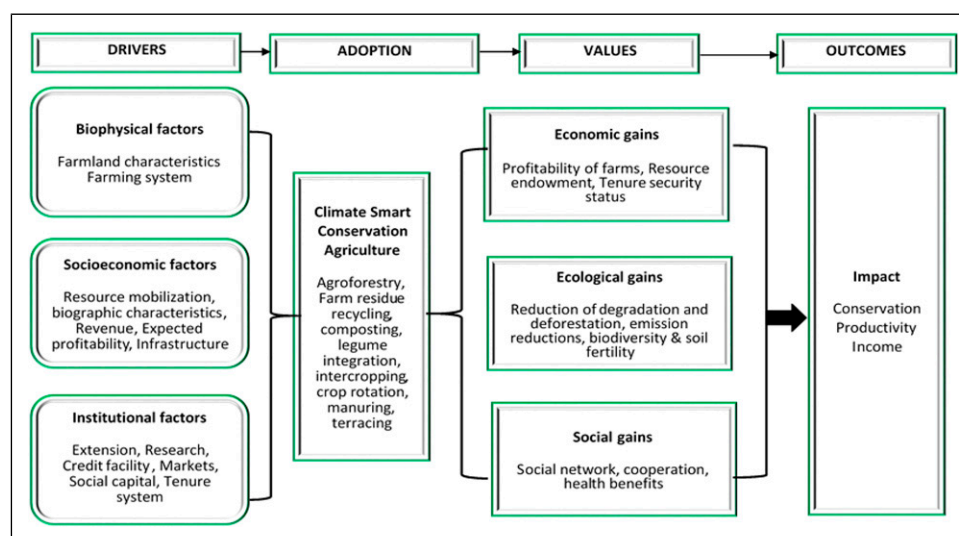 DRIVERS
ADOPTION
VALUES
OUTCOMES
Biophysical factors
Farmland characteristics
Farming system
Socioeconomic factors
Resource mobilization,
biographic characteristics,
Revenue, Expected
profitability, Infrastructure
Institutional factors
Extension, Research,
Credit facility, Markets,
Social capital, Tenure
system
Climate Smart
Conservation
Agriculture
Agroforestry,
Farm residue
recycling,
composting,
legume
integration,
intercropping,
crop rotation,
manuring,
terracing
Economic gains
Profitability of farms, Resource
endowment, Tenure security
status
Ecological gains
Reduction of degradation and
deforestation, emission
reductions, biodiversity & soil
fertility
Social gains
Social network, cooperation,
health benefits
Impact
Conservation
Productivity
Income